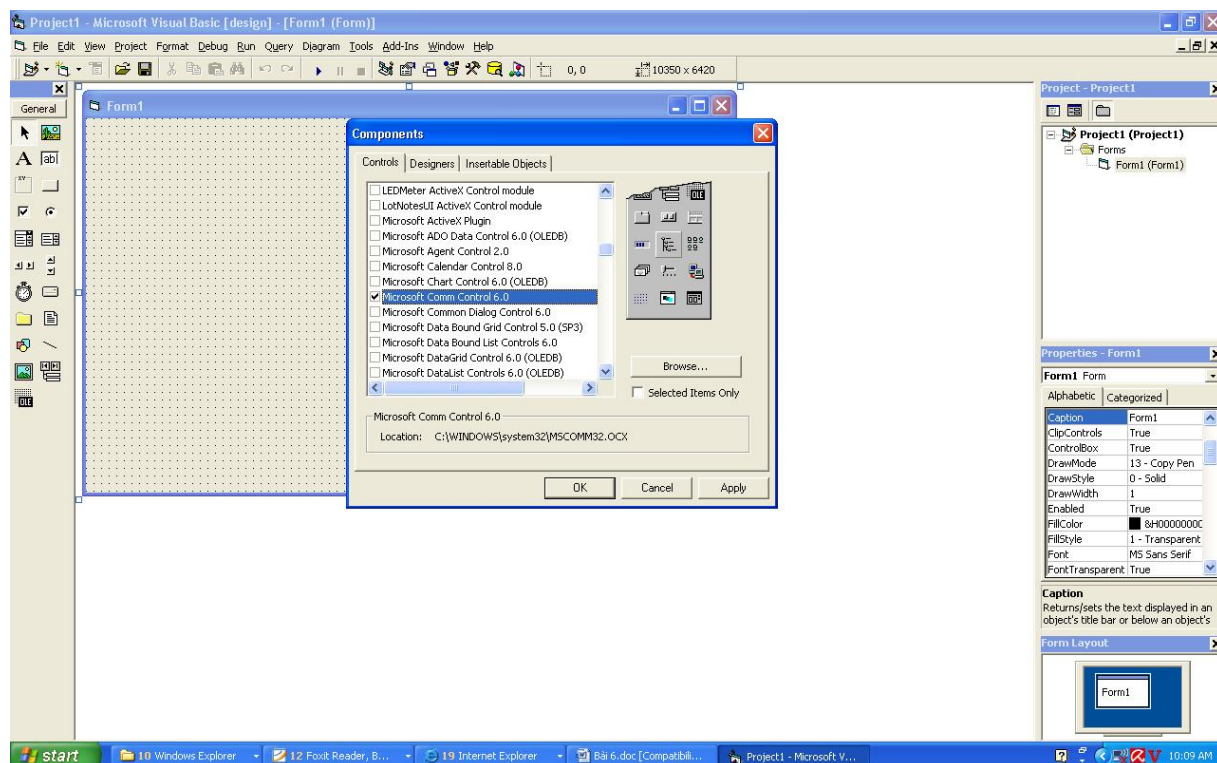 Project1 - Microsoft Visual Basic [design] - [Form1 (Form)]
File Edit View Project Format Debug Run Query Diagram Tools Add-Ins Window Help
0, 0 10350 x 6420
General
Form1
Components
Controls Designers Insertable Objects
LEDMeter ActiveX Control module
LotNotesUI ActiveX Control module
Microsoft ActiveX Plugin
Microsoft ADO Data Control 6.0 (OLEDB)
Microsoft Agent Control 2.0
Microsoft Calendar Control 8.0
Microsoft Chart Control 6.0 (OLEDB)
Microsoft Comm Control 6.0
Microsoft Common Dialog Control 6.0
Microsoft Data Bound Grid Control 5.0 (SP3)
Microsoft Data Bound List Controls 6.0
Microsoft DataGrid Control 6.0 (OLEDB)
Microsoft DataList Controls 6.0 (OLEDB)
Browse...
Selected Items Only
Microsoft Comm Control 6.0
Location: C:\WINDOWS\system32\MSCOMM32.OCX
OK Cancel Apply
Project - Project1
Project1 (Project1)
Forms
Form1 (Form1)
Properties - Form1
Form1 Form
Alphabetic Categorized
Caption Form1
ClipControls True
ControlBox True
DrawMode 13 - Copy Pen
DrawStyle 0 - Solid
DrawWidth 1
Enabled True
FillColor &H0000000C
FillStyle 1 - Transparent
Font MS Sans Serif
FontTransparent True
Caption
Returns/sets the text displayed in an
object's title bar or below an object's
Form Layout
Form1
start 10 Windows Explorer 12 Foxit Reader, B... 19 Internet Explorer Bài 6.doc [Compatibili... Project1 - Microsoft V... 10:09 AM